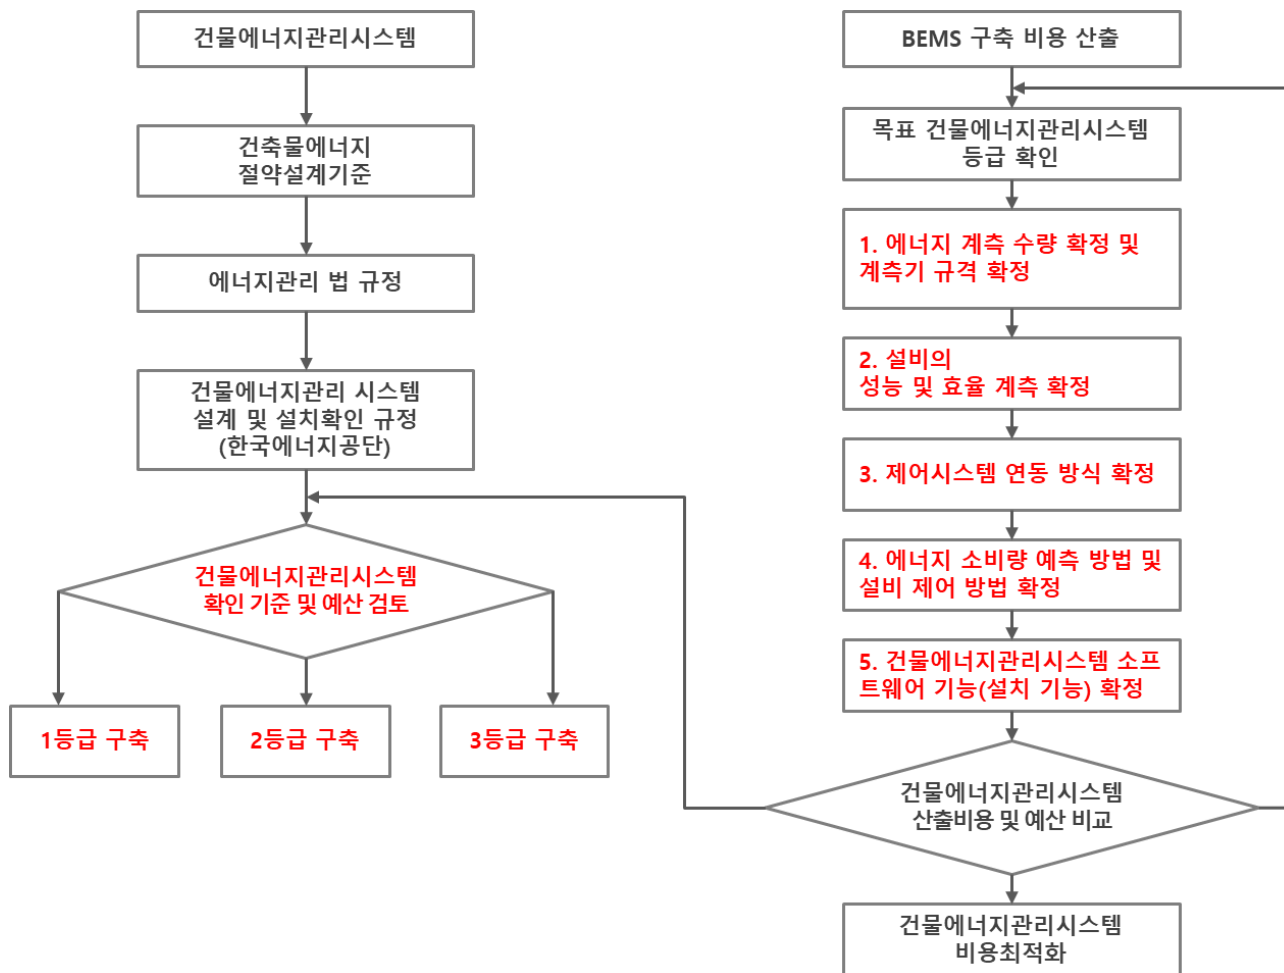 건물에너지관리시스템
건축물에너지
절약설계기준
에너지관리 법 규정
건물에너지관리 시스템
설계 및 설치확인 규정
(한국에너지공단)
건물에너지관리시스템
확인 기준 및 예산 검토
1등급 구축
2등급 구축
3등급 구축
BEMS 구축 비용 산출
목표 건물에너지관리시스템
등급 확인
1. 에너지 계측 수량 확정 및
계측기 규격 확정
2. 설비의
성능 및 효율 계측 확정
3. 제어시스템 연동 방식 확정
4. 에너지 소비량 예측 방법 및
설비 제어 방법 확정
5. 건물에너지관리시스템 소프
트웨어 기능(설치 기능) 확정
건물에너지관리시스템
산출비용 및 예산 비교
건물에너지관리시스템
비용최적화